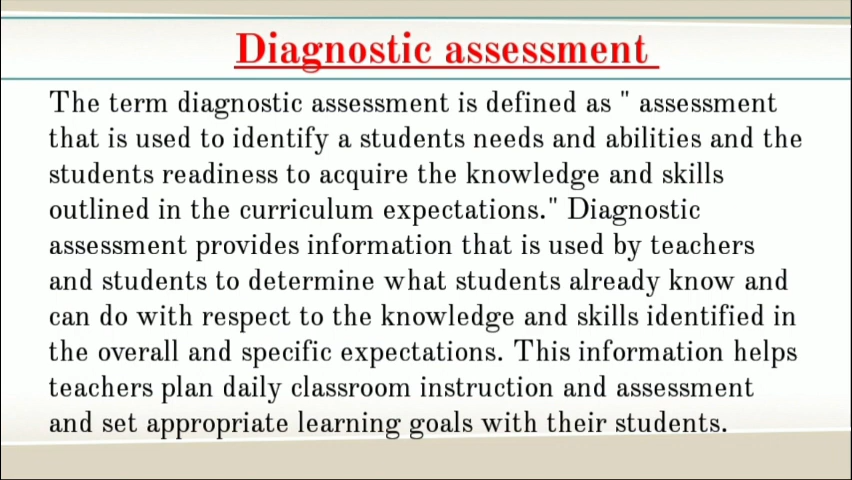 Diagnostic assessment
The term diagnostic assessment is defined as " assessment
that is used to identify a students needs and abilities and the
students readiness to acquire the knowledge and skills
outlined in the curriculum expectations." Diagnostic
assessment provides information that is used by teachers
and students to determine what students already know and
can do with respect to the knowledge and skills identified in
the overall and specific expectations. This information helps
teachers plan daily classroom instruction and assessment
and set appropriate learning goals with their students.